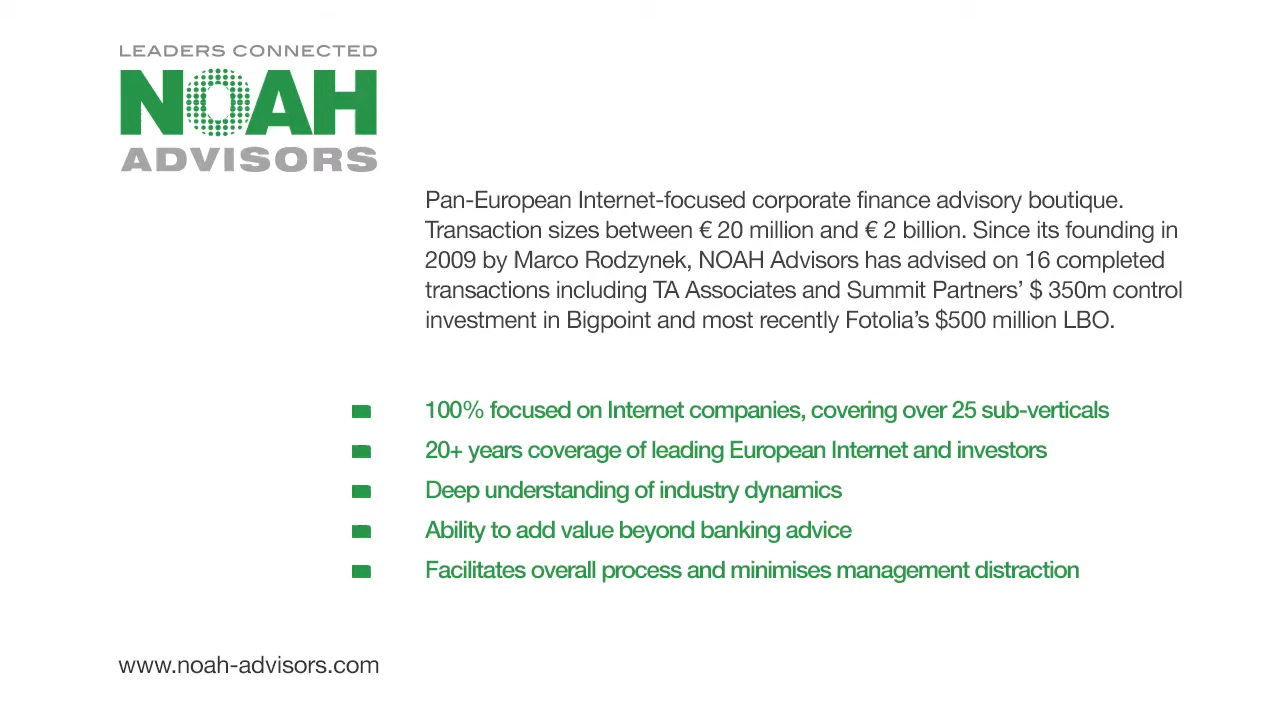 LEADERS CONNECTED
NOAH
ADVISORS
Pan-European Internet-focused corporate finance advisory boutique.
Transaction sizes between € 20 million and € 2 billion. Since its founding in
2009 by Marco Rodzynek, NOAH Advisors has advised on 16 completed
transactions including TA Associates and Summit Partners’ $ 350m control
investment in Bigpoint and most recently Fotolia’s $500 million LBO.
100% focused on Internet companies, covering over 25 sub-verticals
20+ years coverage of leading European Internet and investors
Deep understanding of industry dynamics
Ability to add value beyond banking advice
Facilitates overall process and minimises management distraction
www.noah-advisors.com